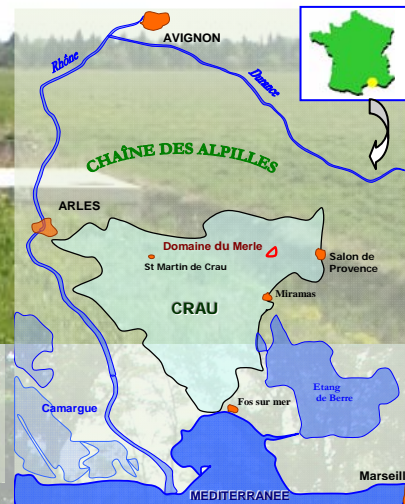 AVIGNON
Rhône
Durance
CHAÎNE DES ALPILLES
ARLES
Domaine du Merle
St Martin de Crau
Salon de
Provence
Miramas
CRAU
Etang
de Berre
Camargue
Fos sur mer
Marseill
MEDITERRANEE